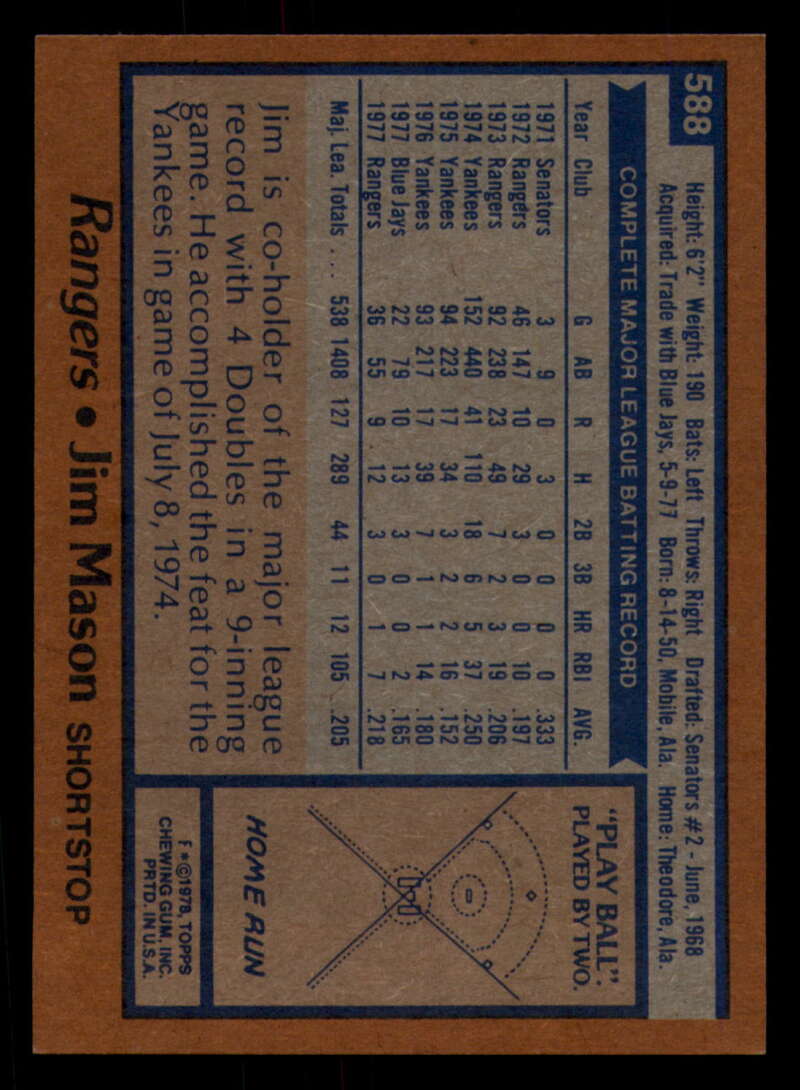 588
Height: 6'2" Weight: 190 Bats: Left Throws: Right Drafted: Senators #2 - June, 1968
Acquired: Trade with Blue Jays, 5-9-77 Born: 8-14-50, Mobile, Ala. Home: Theodore, Ala.
COMPLETE MAJOR LEAGUE BATTING RECORD
Year Club G AB R H 2B 3B HR RBI AVG.
1971 Senators 3 9 0 3 0 0 0 0 .333
1972 Rangers 46 147 10 29 3 0 0 10 .197
1973 Rangers 92 238 23 49 7 2 3 19 .206
1974 Yankees 152 440 41 110 18 6 5 37 .250
1975 Yankees 94 223 17 34 3 2 2 16 .152
1976 Yankees 93 217 17 39 7 1 1 14 .180
1977 Blue Jays 22 79 10 13 3 0 0 2 .165
1977 Rangers 36 55 9 12 3 0 1 7 .218
Maj. Lea. Totals .... 538 1408 127 289 44 11 12 105 .205
Jim is co-holder of the major league
record with 4 Doubles in a 9-inning
game. He accomplished the feat for the
Yankees in game of July 8, 1974.
"PLAY BALL".
PLAYED BY TWO.
HOME RUN
F *©1978, TOPPS
CHEWING GUM, INC.
PRTD. IN U.S.A.
Rangers • Jim Mason SHORTSTOP